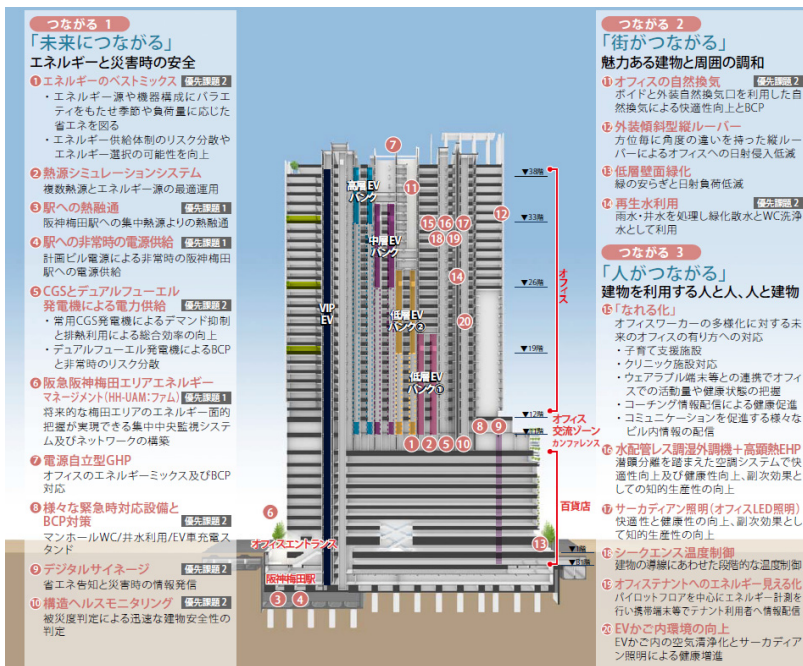 つながる 1
「未来につながる」
エネルギーと災害時の安全
❶エネルギーのベストミックス 優先課題2
・エネルギー源や機器構成にバラエ
ティをもたせ季節や負荷量に応じた
省エネを図る
・エネルギー供給体制のリスク分散や
エネルギー選択の可能性を向上
❷熱源シミュレーションシステム
複数熱源とエネルギー源の最適運用
❸駅への熱融通 優先課題1
阪神梅田駅への集中熱源よりの熱融通
❹駅への非常時の電源供給 優先課題1
計画ビル電源による非常時の阪神梅田
駅への電源供給
❺CGSとデュアルフューエル
発電機による電力供給 優先課題2
・常用CGS発電機によるデマンド抑制
と排熱利用による総合効率の向上
・デュアルフューエル発電機によるBCP
と非常時のリスク分散
❻阪急阪神梅田エリアエネルギー
マネージメント(HH-UAM:ファム) 優先課題1
将来的な梅田エリアのエネルギー面的
把握が実現できる集中中央監視システ
ム及びネットワークの構築
❼電源自立型GHP
オフィスのエネルギーミックス及びBCP
対応
❽様々な緊急時対応設備と
BCP対策 優先課題2
マンホールWC/井水利用/EV車充電ス
タンド
❾デジタルサイネージ 優先課題2
省エネ告知と災害時の情報発信
❿構造ヘルスモニタリング 優先課題2
被災度判定による迅速な建物安全性の
判定
7
高層EV
バンク
11
中層EV
バンク
15 16 17
18 19
12
14
VIP
EV
低層EV
バンク②
20
低層EV
バンク①
8 9
1 2 5 10
6
オフィスエントランス
13
阪神梅田駅
3 4
▼38階
▼33階
▼26階
▼19階
▼12階
▼11階
▼1階
▼B1階
オフィス
オフィス
交流ゾーン
カンファレンス
百貨店
つながる 2
「街がつながる」
魅力ある建物と周囲の調和
⓫オフィスの自然換気 優先課題2
ボイドと外装自然換気口を利用した自
然換気による快適性向上とBCP
⓬外装傾斜型縦ルーバー
方位毎に角度の違いを持った縦ルー
バーによるオフィスへの日射侵入低減
⓭低層壁面緑化
緑の安らぎと日射負荷低減
⓮再生水利用 優先課題2
雨水・井水を処理し緑化散水とWC洗浄
水として利用
つながる 3
「人がつながる」
建物を利用する人と人、人と建物
⓯「なれる化」
オフィスワーカーの多様化に対する未
来のオフィスの有り方への対応
・子育て支援施設
・クリニック施設対応
・ウェアラブル端末等との連携でオフィ
スでの活動量や健康状態の把握
・コーチング情報配信による健康促進
・コミュニケーションを促進する様々な
ビル内情報の配信
⓰水配管レス調湿外調機＋高顕熱EHP
潜顕分離を踏まえた空調システムで快
適性向上及び健康性向上、副次効果と
しての知的生産性の向上
⓱サーカディアン照明(オフィスLED照明)
快適性と健康性の向上、副次効果とし
て知的生産性の向上
⓲シークエンス温度制御
建物の導線にあわせた段階的な温度制御
⓳オフィステナントへのエネルギー見える化
パイロットフロアを中心にエネルギー計測を
行い携帯端末等でテナント利用者へ情報配信
⓴EVかご内環境の向上
EVかご内の空気清浄化とサーカディア
ン照明による健康増進